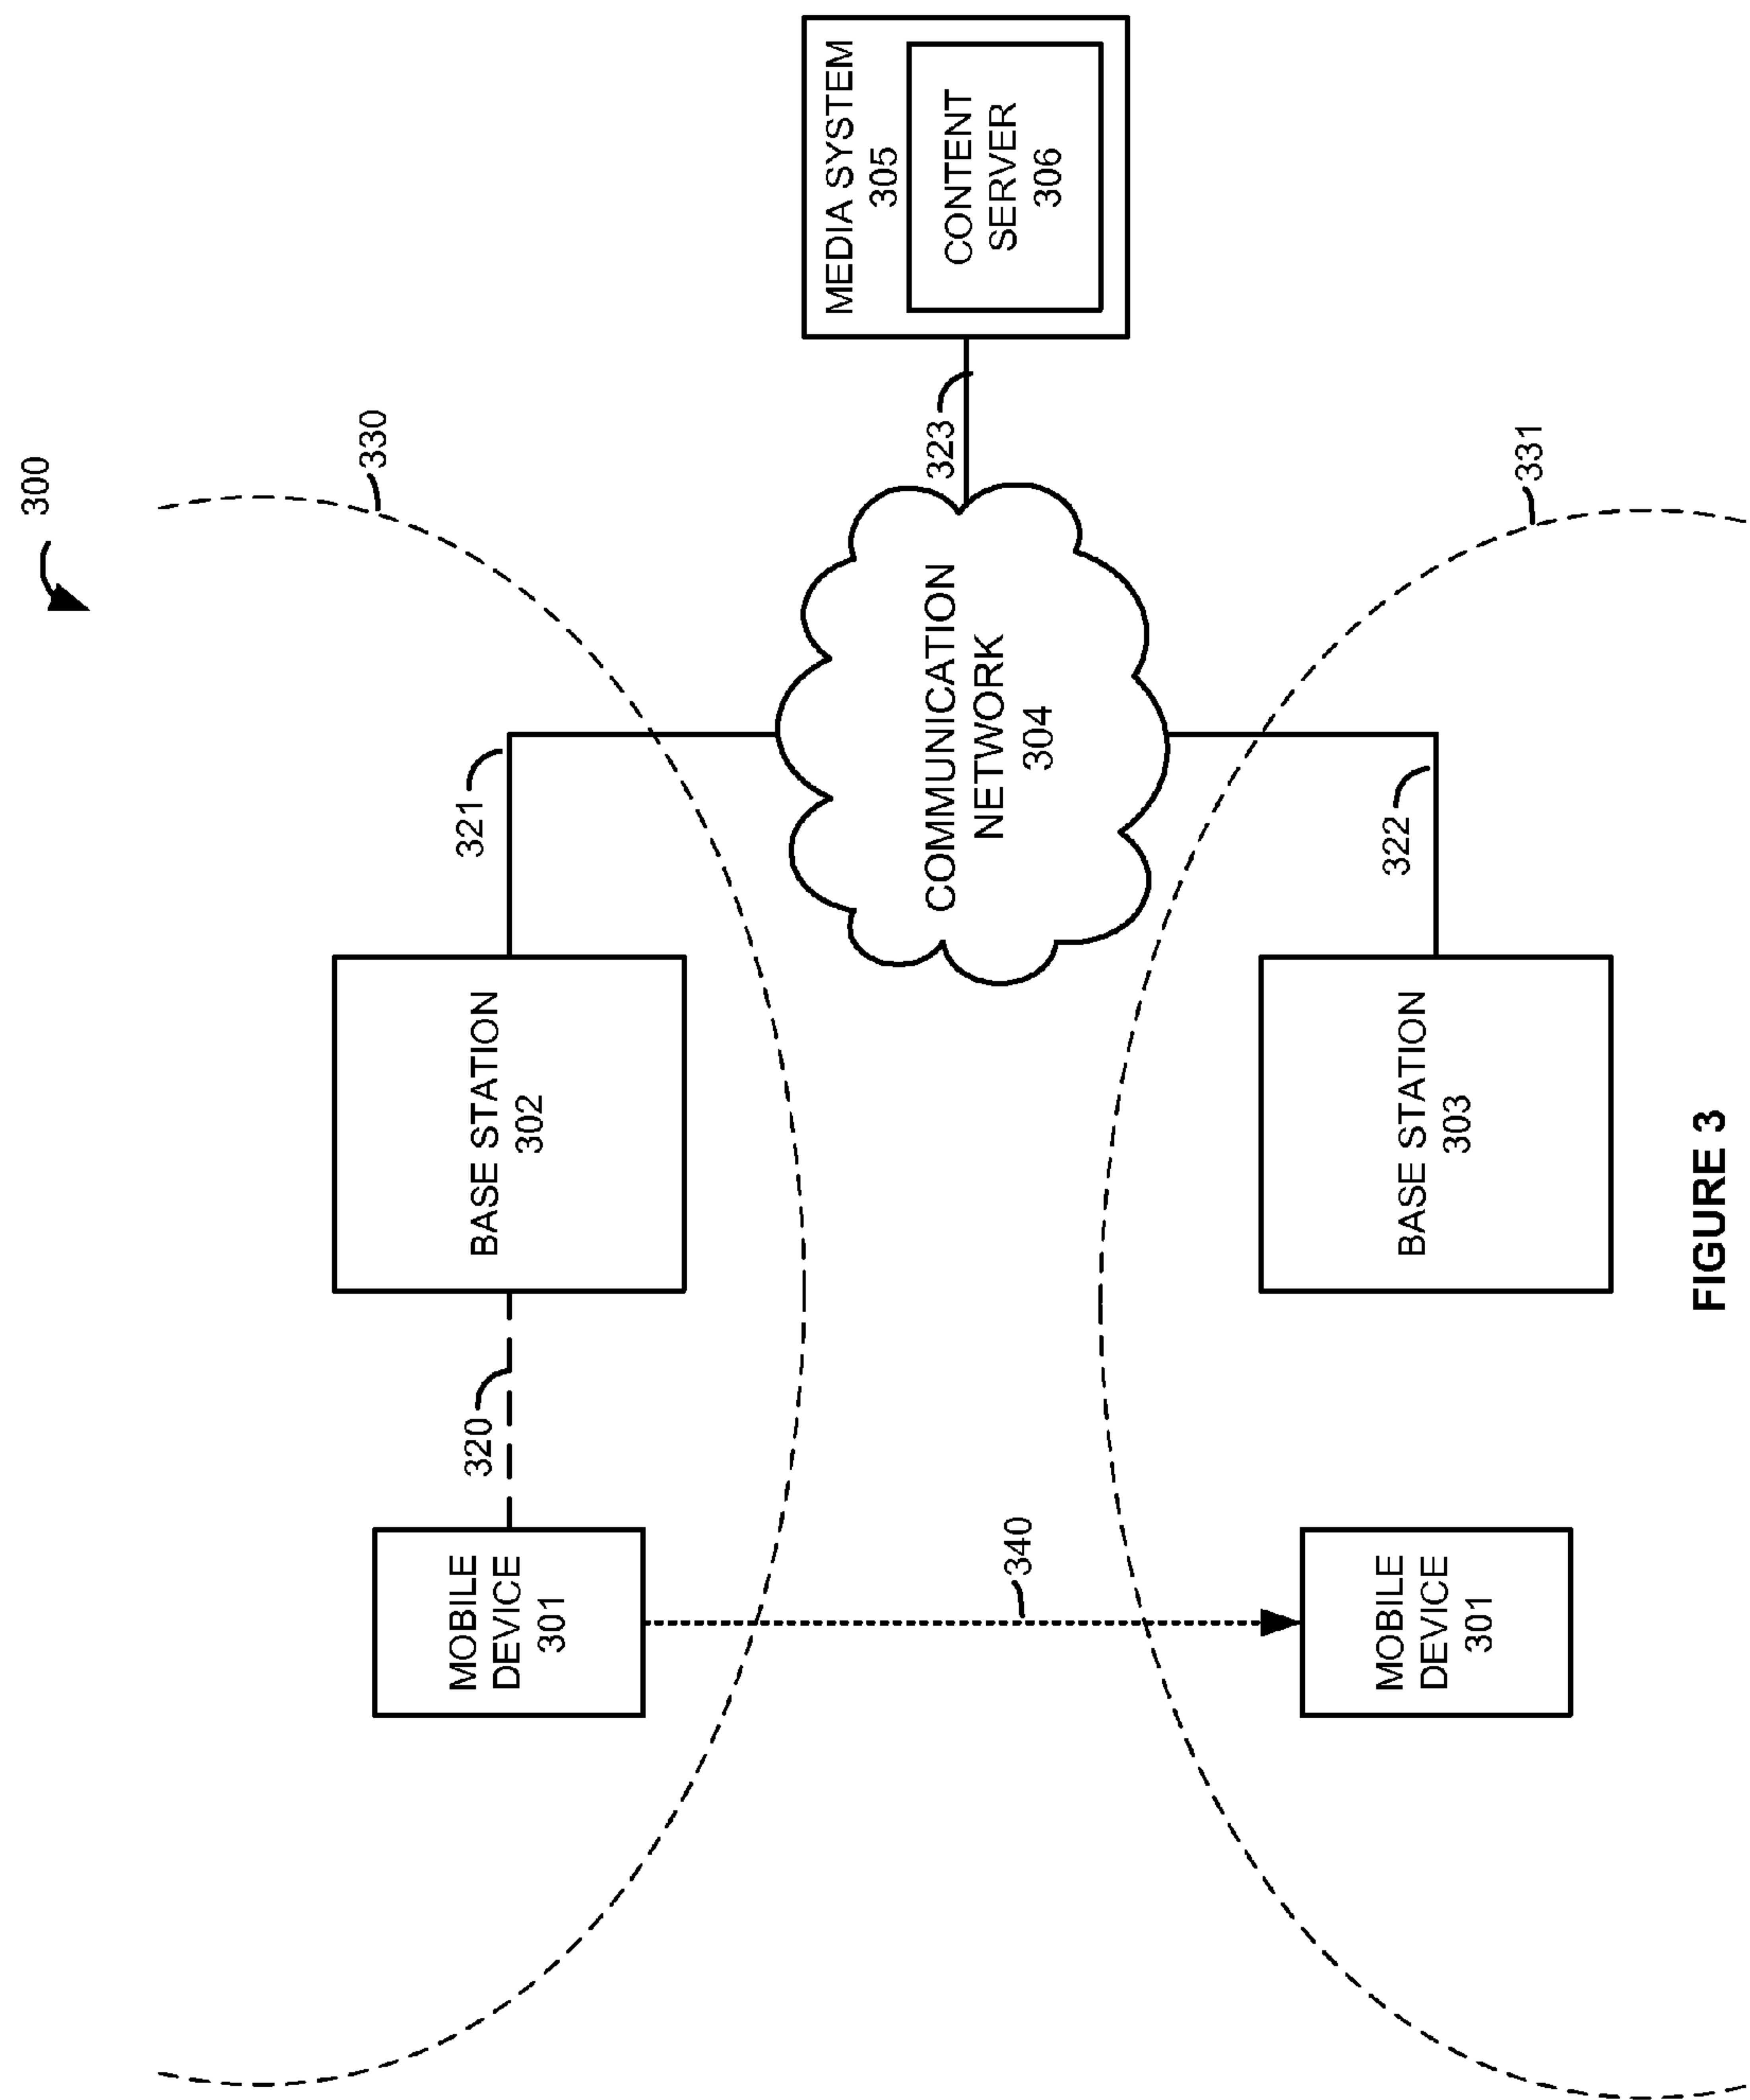 300
330
321
320
MOBILE
DEVICE
301
BASE STATION
302
COMMUNICATION
NETWORK
304
323
MEDIA SYSTEM
305
CONTENT
SERVER
306
340
331
322
MOBILE
DEVICE
301
BASE STATION
303
FIGURE 3